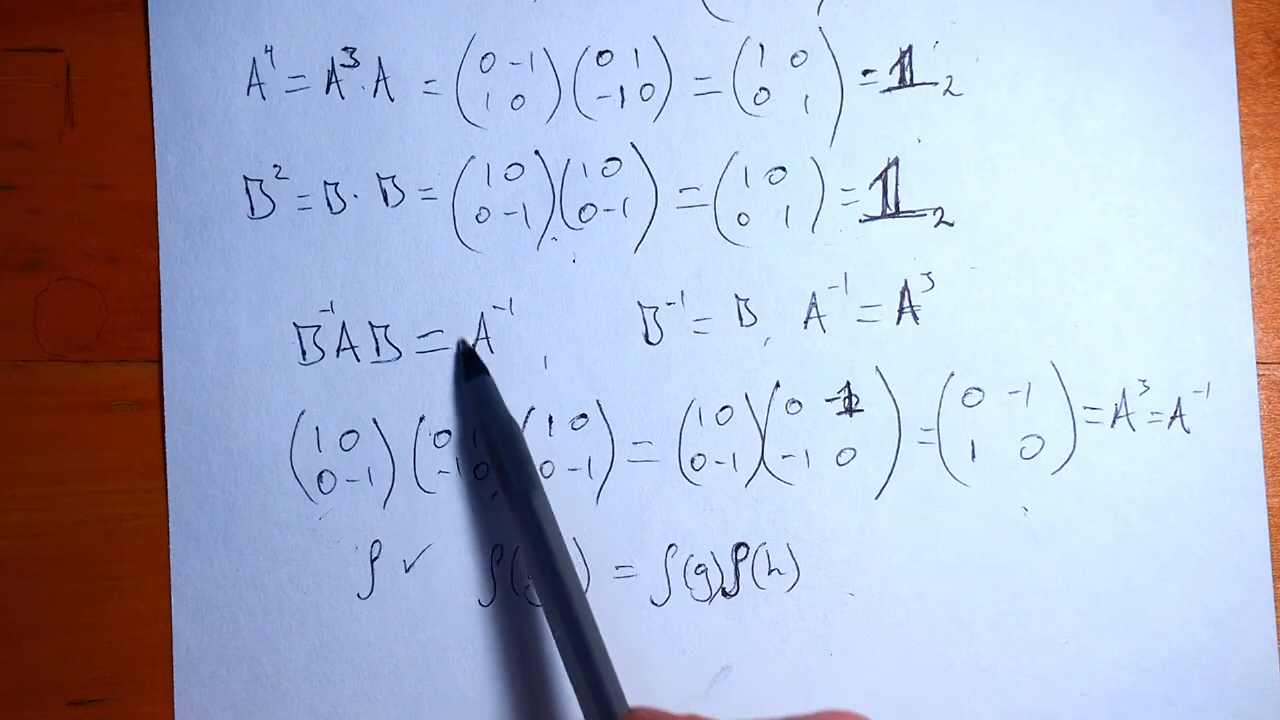 A⁴ = A³·A = (0 -1 1 0)(0 1 -1 0) = (1 0 0 1) = 𝟙₂
B² = B·B = (1 0 0 -1)(1 0 0 -1) = (1 0 0 1) = 𝟙₂
B⁻¹AB = A⁻¹, B⁻¹ = B, A⁻¹ = A³
(1 0 0 -1)(0 1 -1 0)(1 0 0 -1) = (1 0 0 -1)(0 -1 -1 0) = (0 -1 1 0) = A³ = A⁻¹
ρ ✓ ρ( ) = ρ(g)ρ(h)